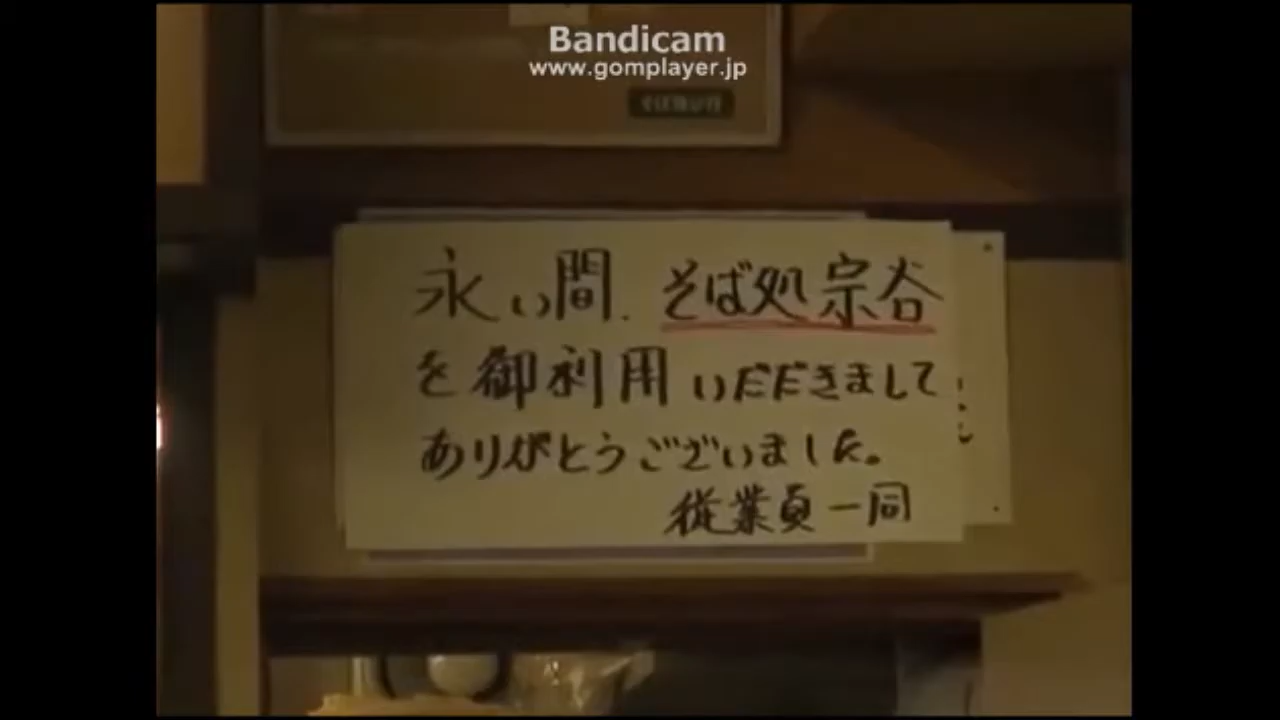 Bandicam
www.gomplayer.jp
永い間、そば処宗谷
を御利用いただきまして
ありがとうございました。
従業員一同